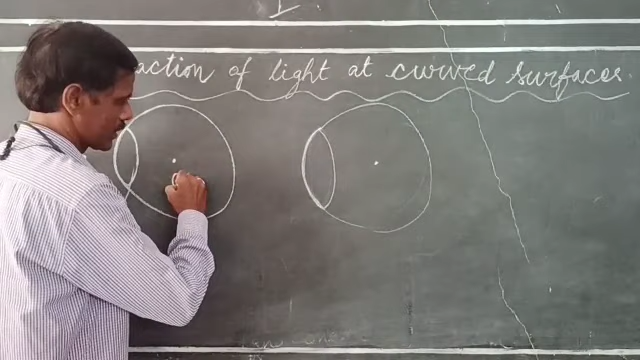 action of light at curved surfaces.